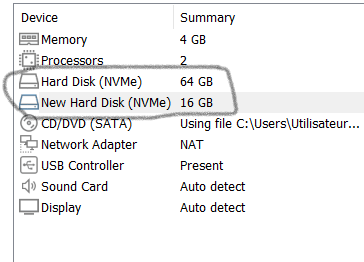 Device Summary
Memory 4 GB
Processors 2
Hard Disk (NVMe) 64 GB
New Hard Disk (NVMe) 16 GB
CD/DVD (SATA) Using file C:\Users\Utilisateur...
Network Adapter NAT
USB Controller Present
Sound Card Auto detect
Display Auto detect